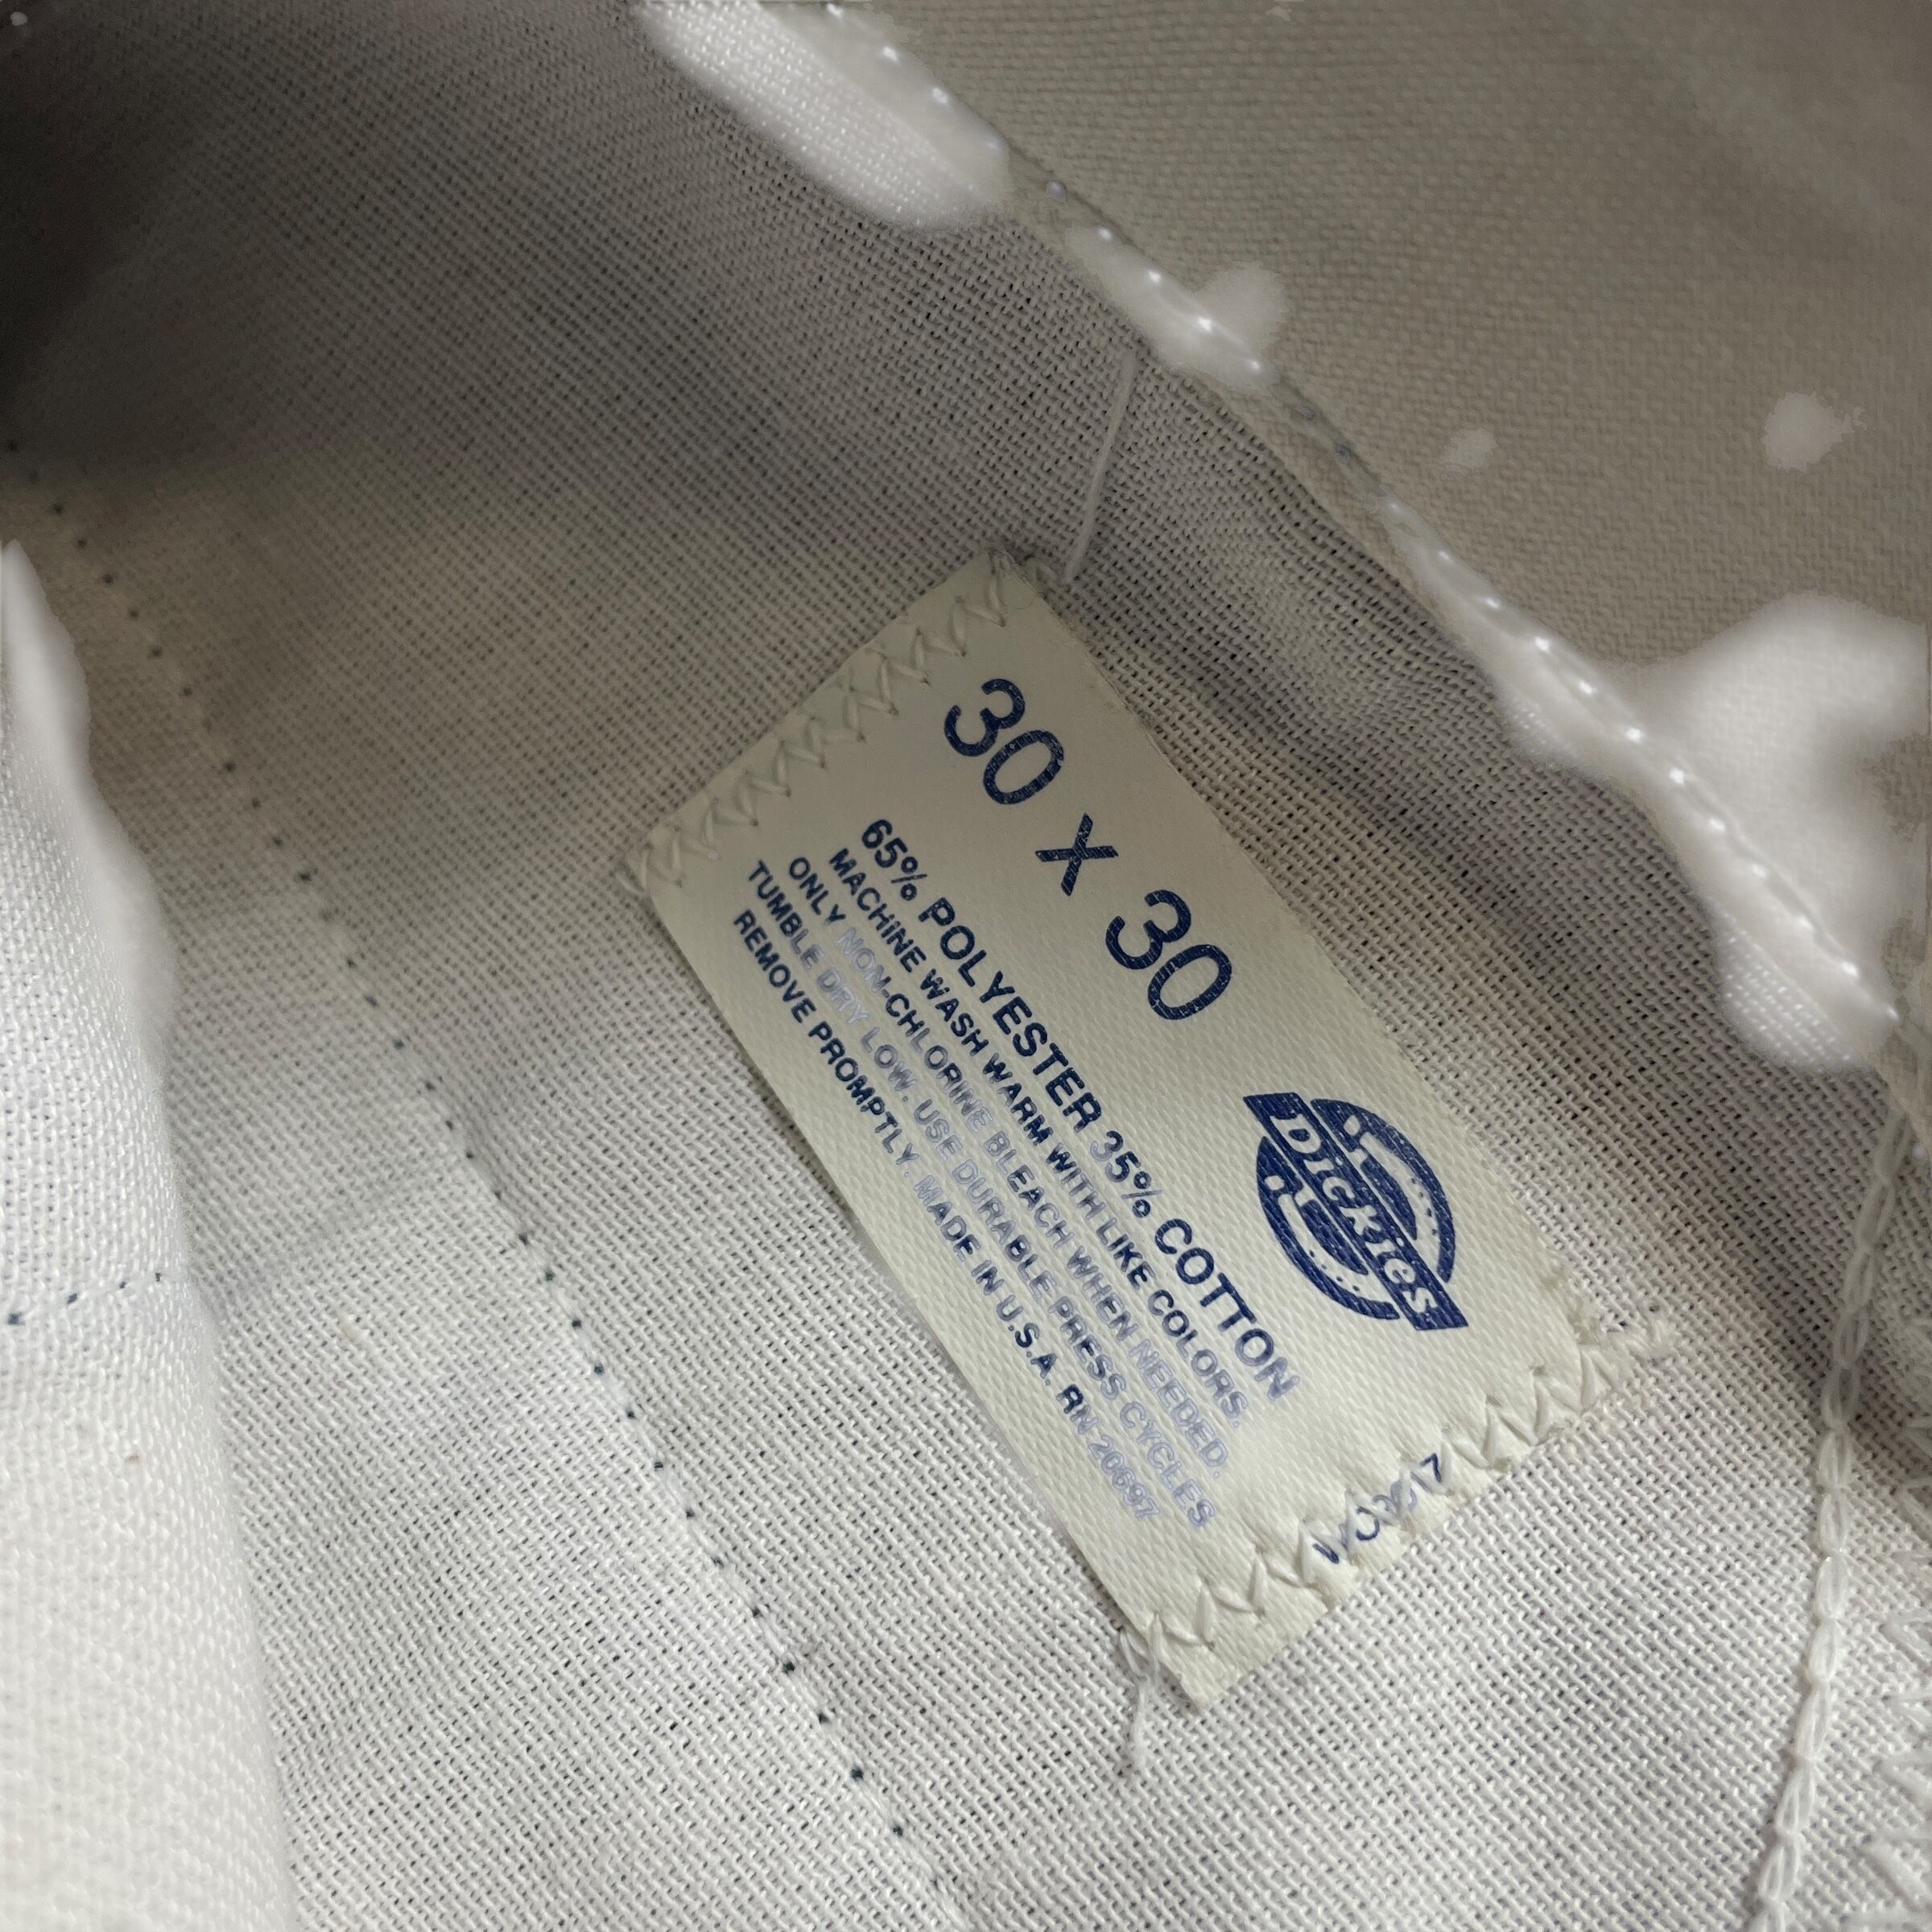 30 x 30
65% POLYESTER 35% COTTON
MACHINE WASH WARM WITH LIKE COLORS.
ONLY NON-CHLORINE BLEACH WHEN NEEDED.
TUMBLE DRY LOW. USE DURABLE PRESS CYCLES
REMOVE PROMPTLY. MADE IN U.S.A. RN 20697
Dickies